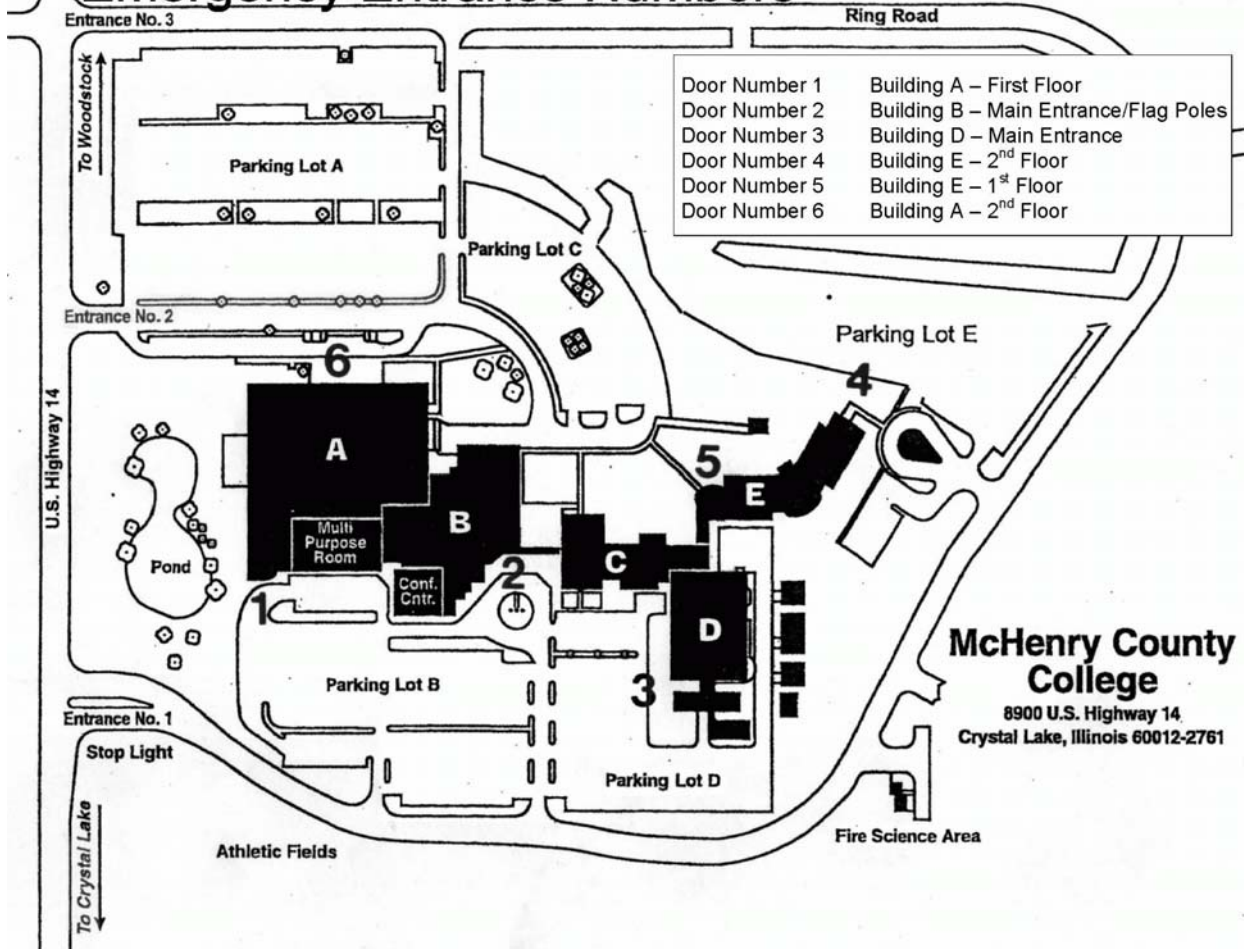 Emergency Entrance Numbers
Entrance No. 3
Ring Road
Door Number 1 Building A – First Floor
Door Number 2 Building B – Main Entrance/Flag Poles
Door Number 3 Building D – Main Entrance
Door Number 4 Building E – 2nd Floor
Door Number 5 Building E – 1st Floor
Door Number 6 Building A – 2nd Floor
To Woodstock
Parking Lot A
Parking Lot C
Entrance No. 2
Parking Lot E
6
4
U.S. Highway 14
A
5
E
B
Multi
Purpose
Room
C
Pond
2
Conf.
Cntr.
1
D
McHenry County
College
8900 U.S. Highway 14
Crystal Lake, Illinois 60012-2761
Parking Lot B
3
Entrance No. 1
Stop Light
Parking Lot D
To Crystal Lake
Athletic Fields
Fire Science Area